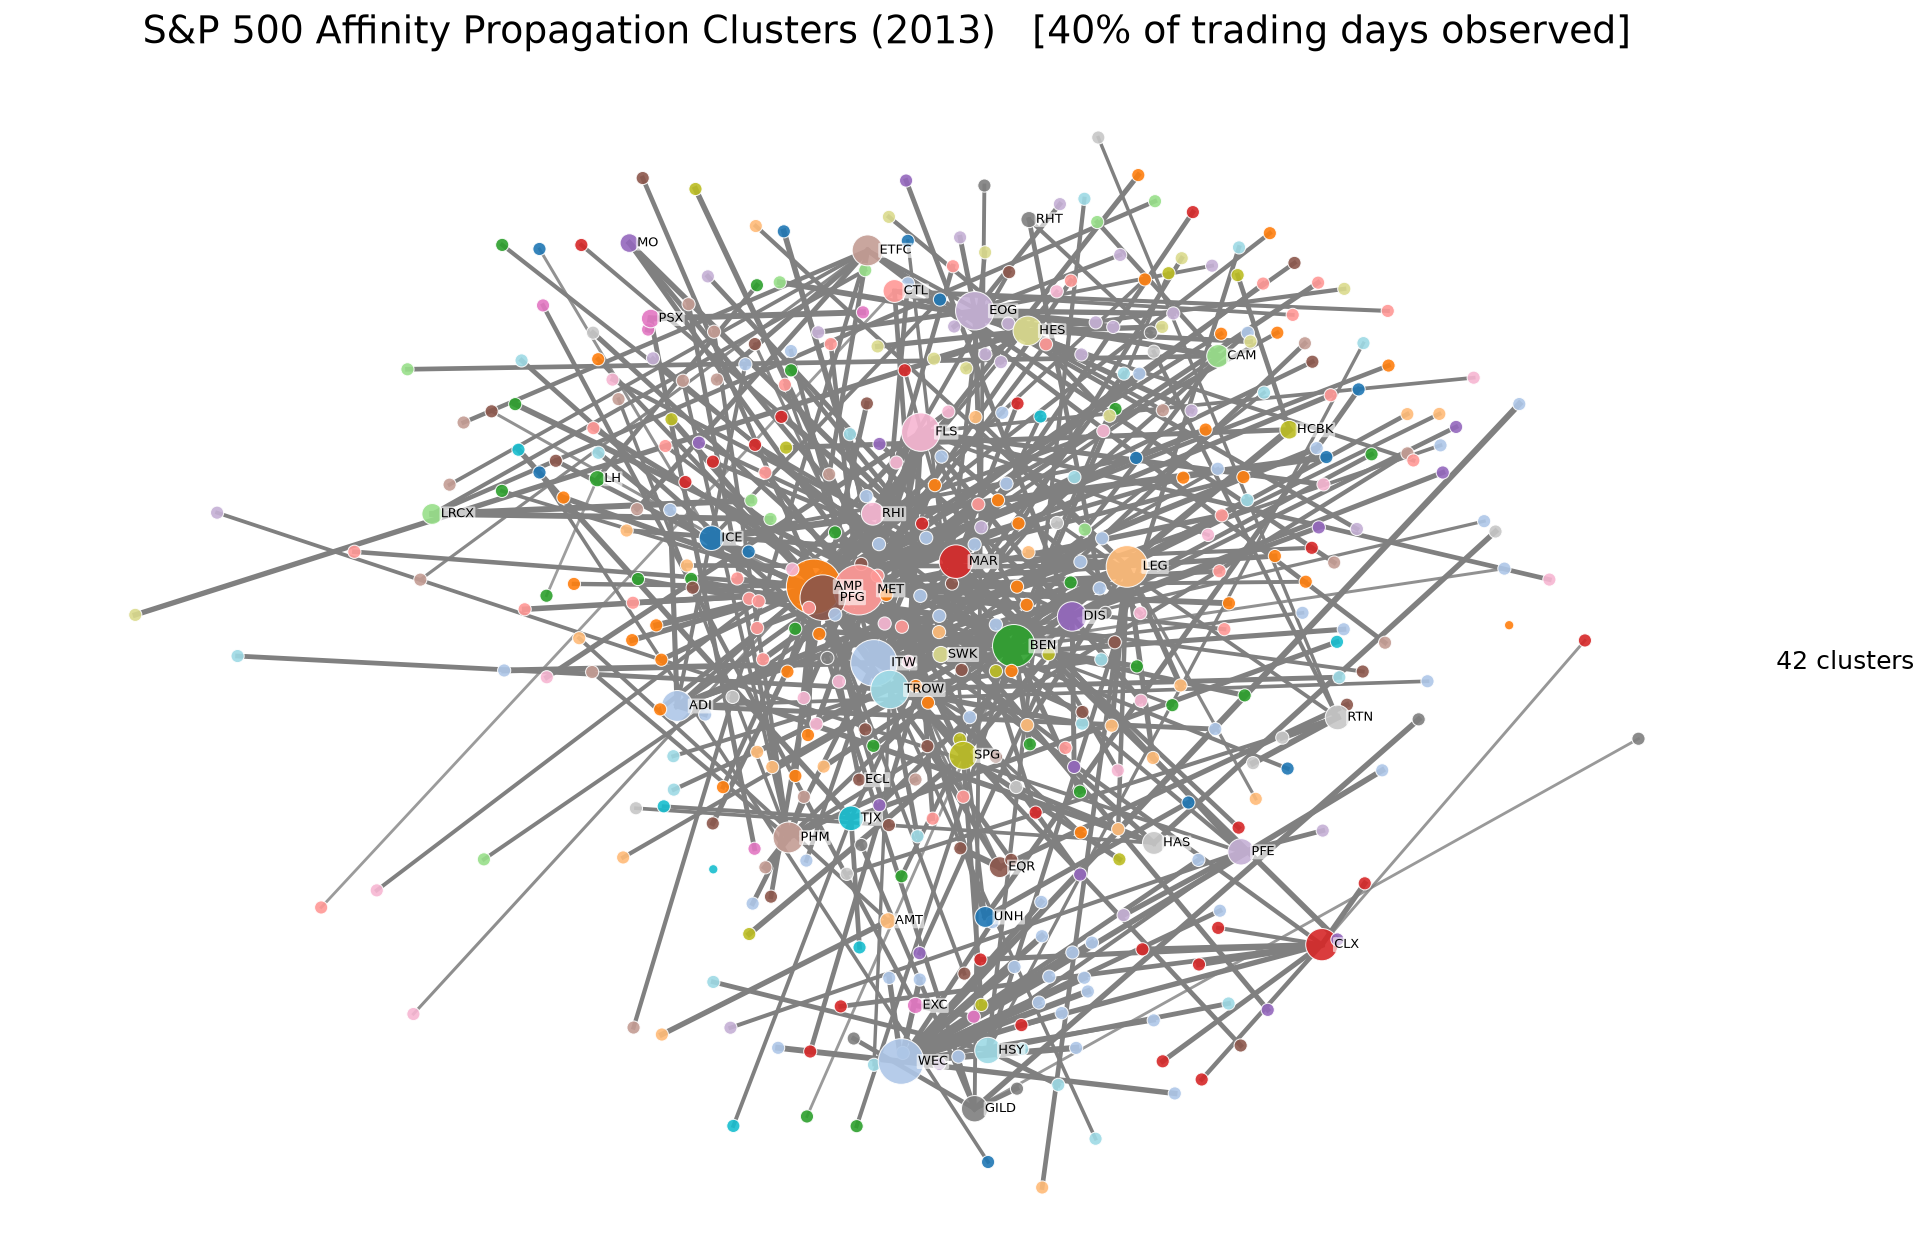 S&P 500 Affinity Propagation Clusters (2013)   [40% of trading days observed]
RHT
MO
ETFC
CTL
EOG
PSX
HES
CAM
FLS
HCBK
LH
LRCX
RHI
ICE
MAR
LEG
AMP
MET
PFG
DIS
BEN
SWK
ITW
42 clusters
TROW
ADI
RTN
SPG
ECL
TJX
PHM
HAS
PFE
EQR
AMT
UNH
CLX
EXC
HSY
WEC
GILD